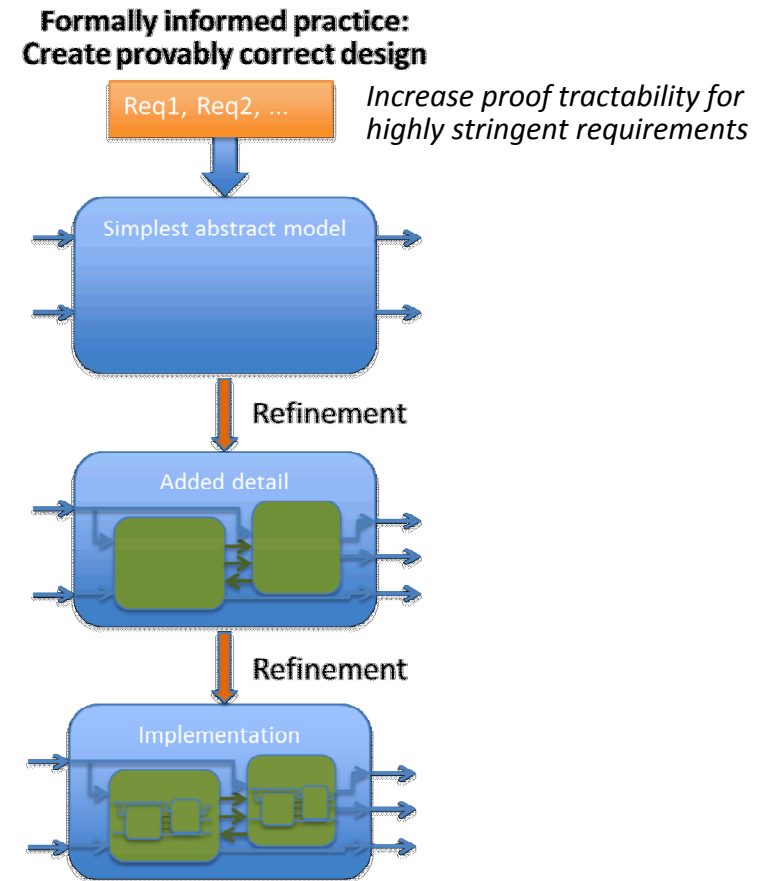 Formally informed practice:
Create provably correct design
Req1, Req2, ...
Increase proof tractability for
highly stringent requirements
Simplest abstract model
Refinement
Added detail
Refinement
Implementation